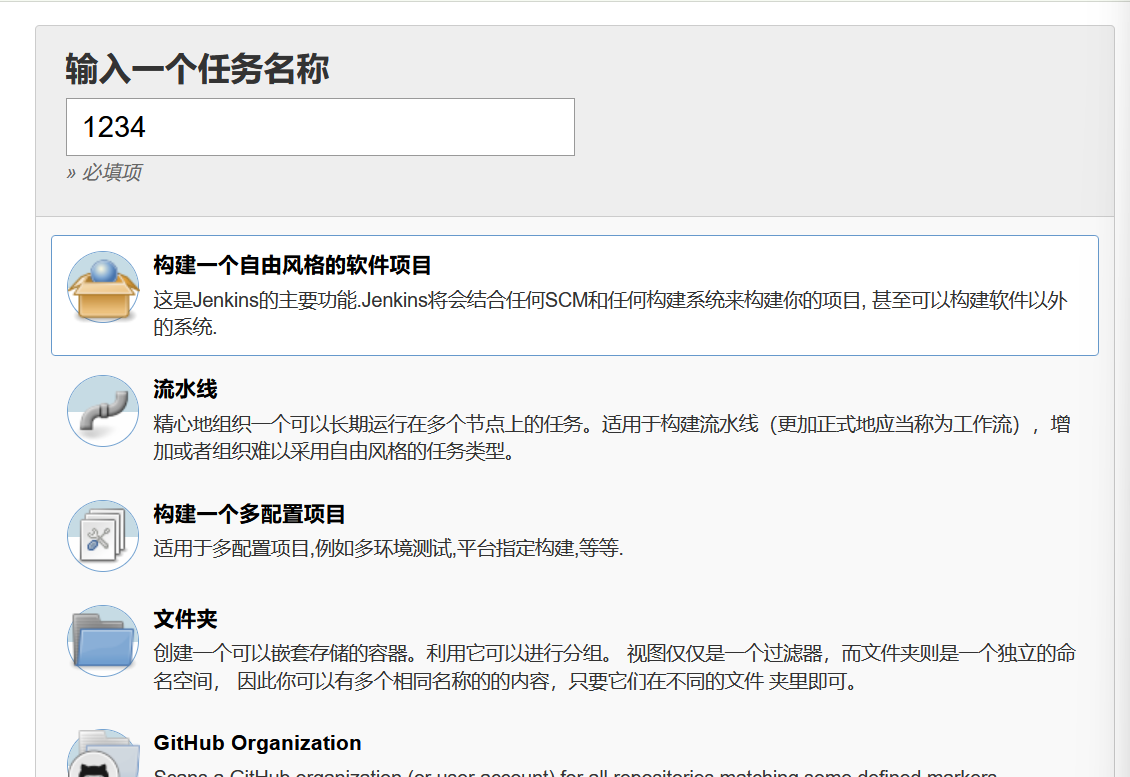 输入一个任务名称
1234
» 必填项
构建一个自由风格的软件项目
这是Jenkins的主要功能.Jenkins将会结合任何SCM和任何构建系统来构建你的项目, 甚至可以构建软件以外
的系统.
流水线
精心地组织一个可以长期运行在多个节点上的任务。适用于构建流水线（更加正式地应当称为工作流），增
加或者组织难以采用自由风格的任务类型。
构建一个多配置项目
适用于多配置项目,例如多环境测试,平台指定构建,等等.
文件夹
创建一个可以嵌套存储的容器。利用它可以进行分组。 视图仅仅是一个过滤器，而文件夹则是一个独立的命
名空间， 因此你可以有多个相同名称的的内容，只要它们在不同的文件 夹里即可。
GitHub Organization
Scans a GitHub organization (or user account) for all repositories matching some defined markers.